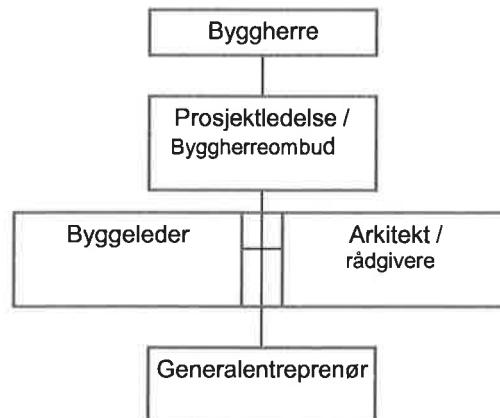 Byggherre
Prosjektledelse /
Byggherreombud
Byggeleder
Arkitekt /
rådgivere
Generalentreprenør